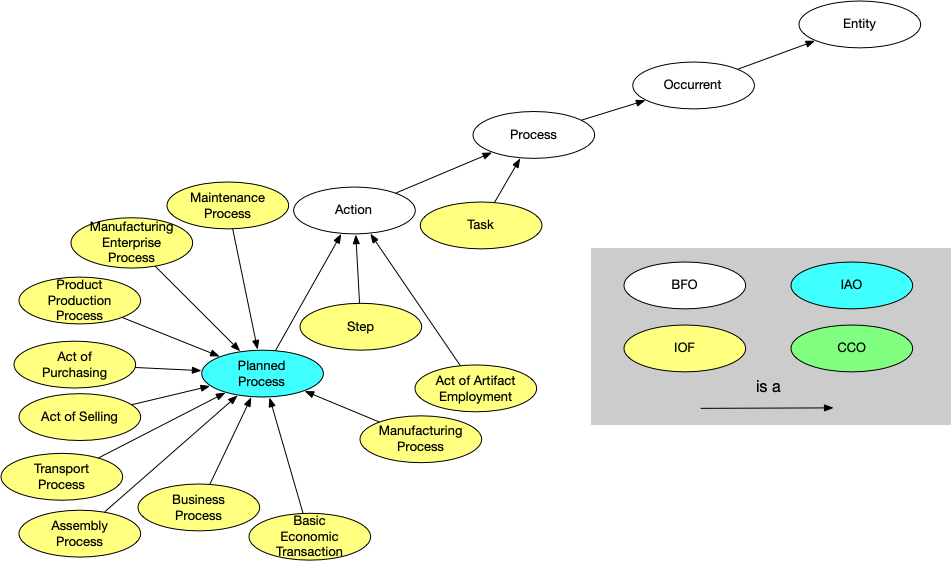 Entity
Occurrent
Process
Action
Task
Maintenance
Process
Manufacturing
Enterprise
Process
Product
Production
Process
Act of
Purchasing
Act of Selling
Transport
Process
Assembly
Process
Business
Process
Basic
Economic
Transaction
Planned
Process
Step
Act of Artifact
Employment
Manufacturing
Process
BFO
IAO
IOF
CCO
is a